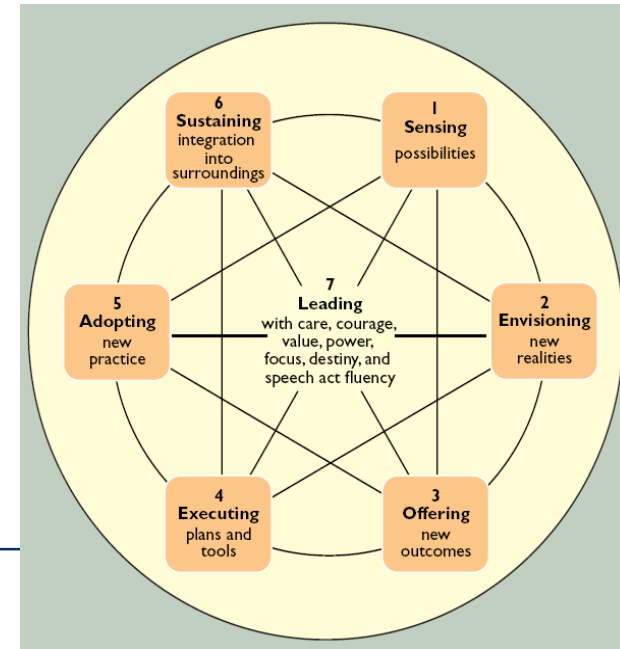 1
Sensing
possibilities
2
Envisioning
new
realities
3
Offering
new
outcomes
4
Executing
plans and
tools
5
Adopting
new
practice
6
Sustaining
integration
into
surroundings
7
Leading
with care, courage,
value, power,
focus, destiny, and
speech act fluency